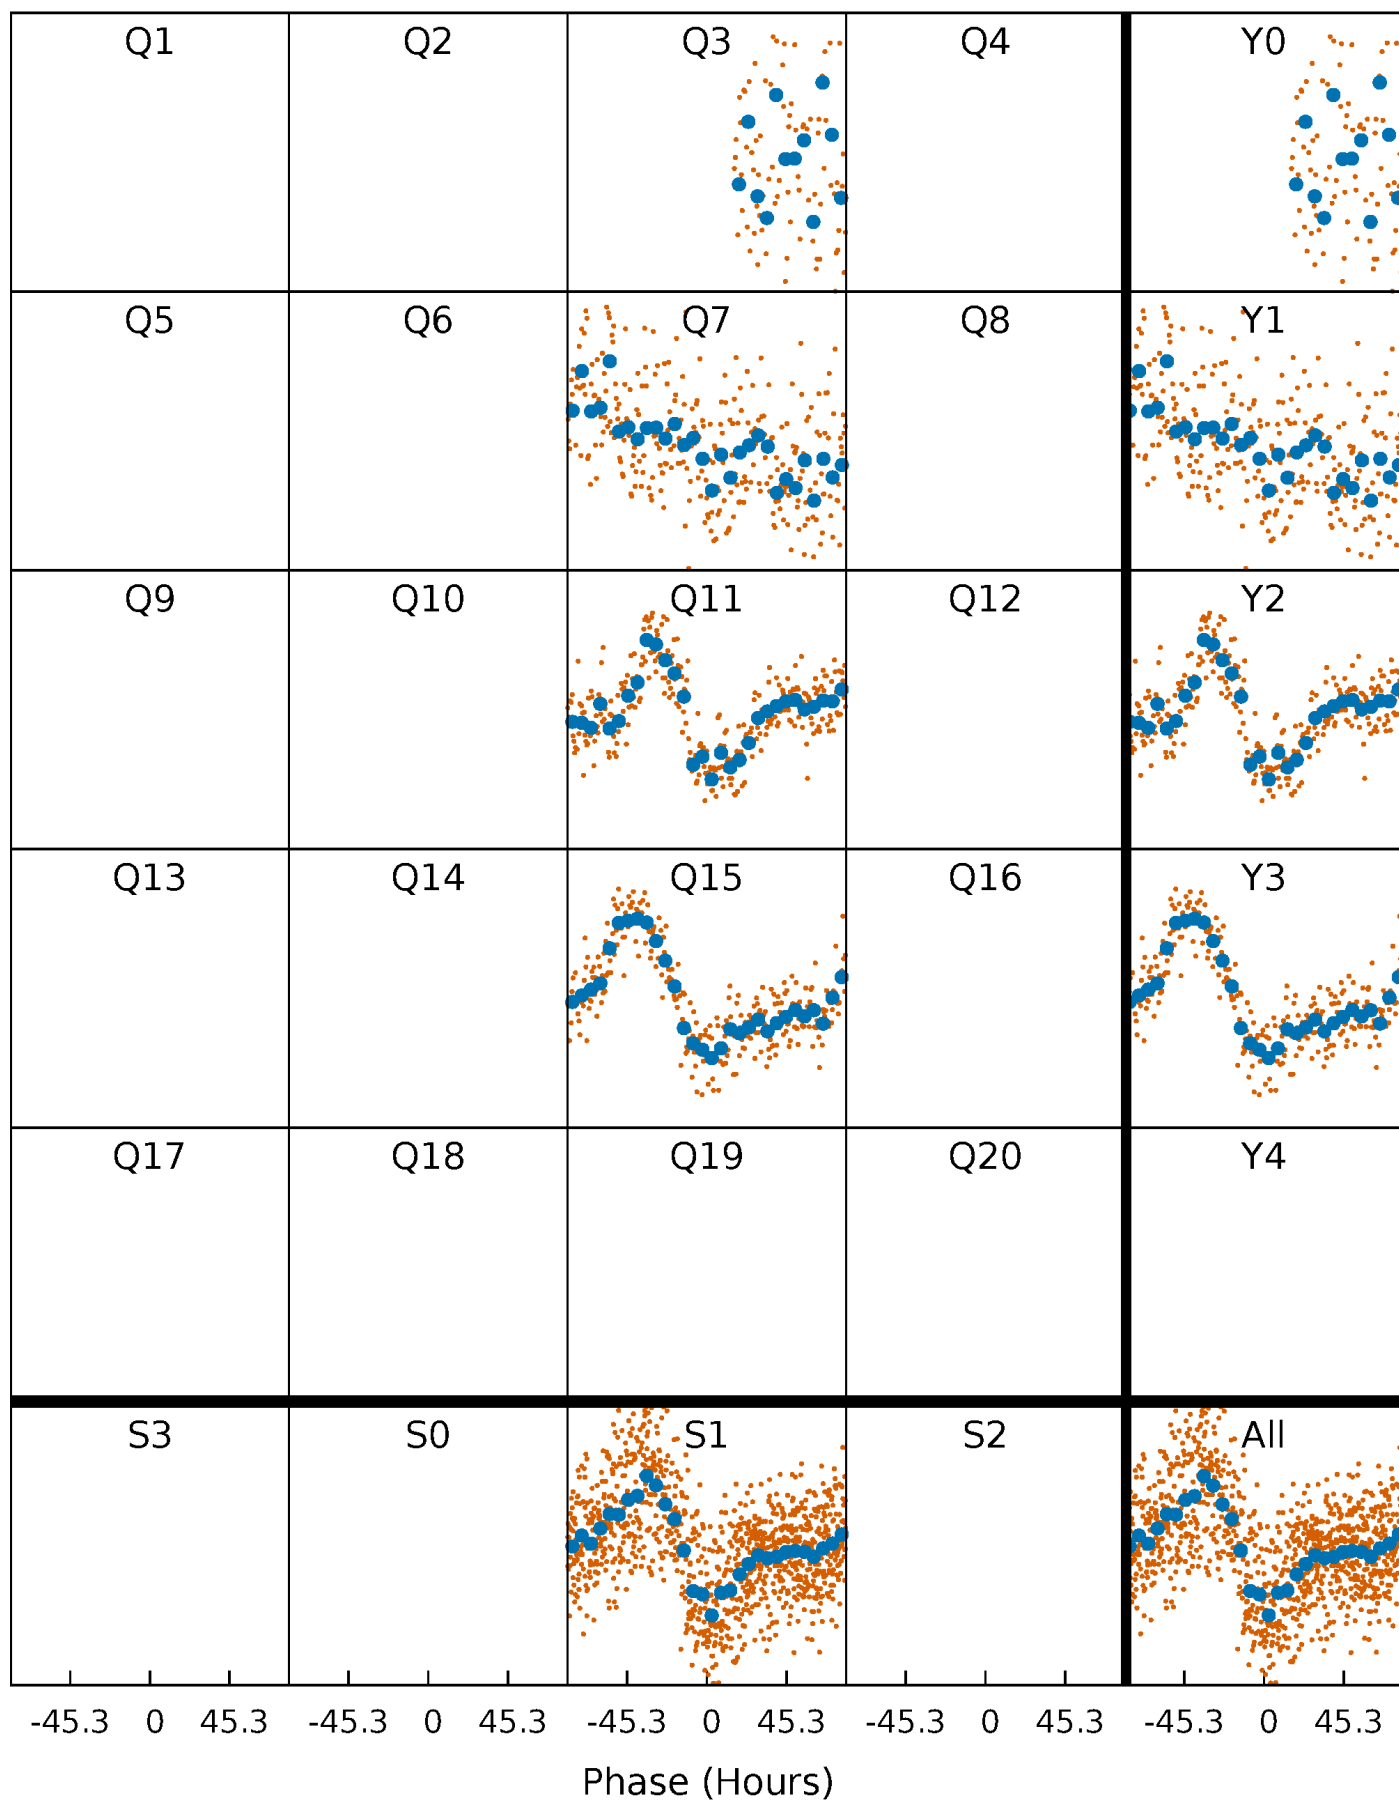 Q1 Q2 Q3 Q4 Y0
Q5 Q6 Q7 Q8 Y1
Q9 Q10 Q11 Q12 Y2
Q13 Q14 Q15 Q16 Y3
Q17 Q18 Q19 Q20 Y4
S3 S0 S1 S2 All
-45.3 0 45.3 -45.3 0 45.3 -45.3 0 45.3 -45.3 0 45.3 -45.3 0 45.3
Phase (Hours)